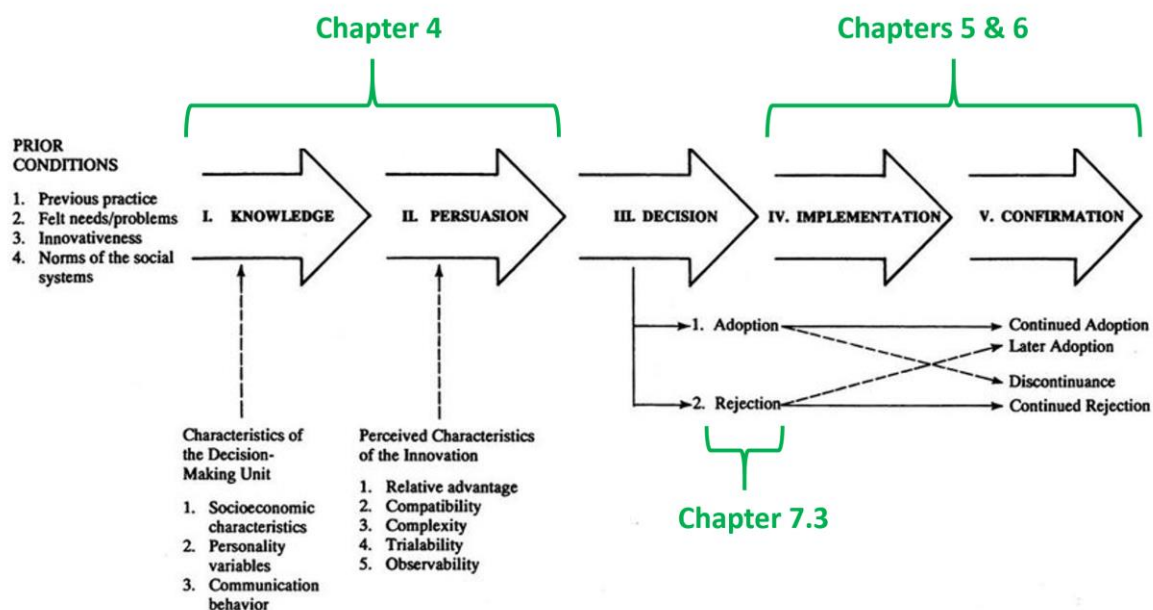 Chapter 4
Chapters 5 & 6
PRIOR
CONDITIONS
1. Previous practice
2. Felt needs/problems
3. Innovativeness
4. Norms of the social
systems
I. KNOWLEDGE
II. PERSUASION
III. DECISION
IV. IMPLEMENTATION
V. CONFIRMATION
1. Adoption
2. Rejection
Continued Adoption
Later Adoption
Discontinuance
Continued Rejection
Characteristics of
the Decision-
Making Unit
1. Socioeconomic
characteristics
2. Personality
variables
3. Communication
behavior
Perceived Characteristics
of the Innovation
1. Relative advantage
2. Compatibility
3. Complexity
4. Trialability
5. Observability
Chapter 7.3